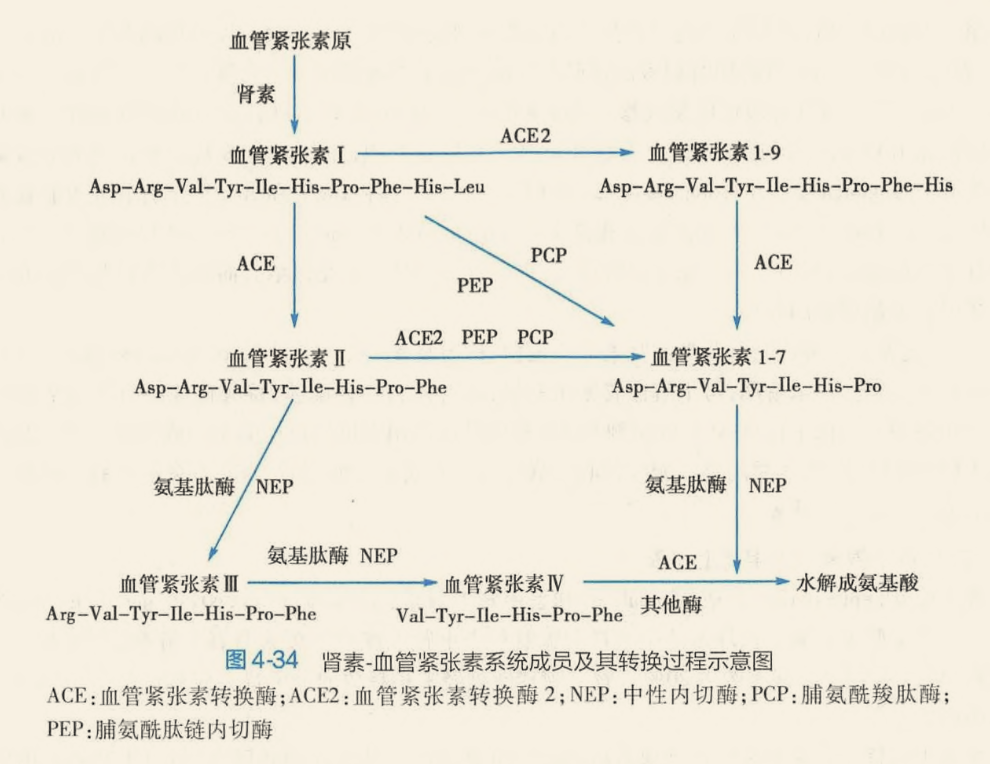 血管紧张素原
肾素
血管紧张素Ⅰ
ACE2
血管紧张素1-9
Asp-Arg-Val-Tyr-Ile-His-Pro-Phe-His-Leu
Asp-Arg-Val-Tyr-Ile-His-Pro-Phe-His
ACE
PCP
PEP
ACE
血管紧张素Ⅱ
ACE2 PEP PCP
血管紧张素1-7
Asp-Arg-Val-Tyr-Ile-His-Pro-Phe
Asp-Arg-Val-Tyr-Ile-His-Pro
氨基肽酶 NEP
氨基肽酶 NEP
血管紧张素Ⅲ
氨基肽酶 NEP
血管紧张素Ⅳ
ACE
其他酶
水解成氨基酸
Arg-Val-Tyr-Ile-His-Pro-Phe
Val-Tyr-Ile-His-Pro-Phe
图4-34 肾素-血管紧张素系统成员及其转换过程示意图
ACE:血管紧张素转换酶;ACE2:血管紧张素转换酶2;NEP:中性内切酶;PCP:脯氨酰羧肽酶;
PEP:脯氨酰肽链内切酶